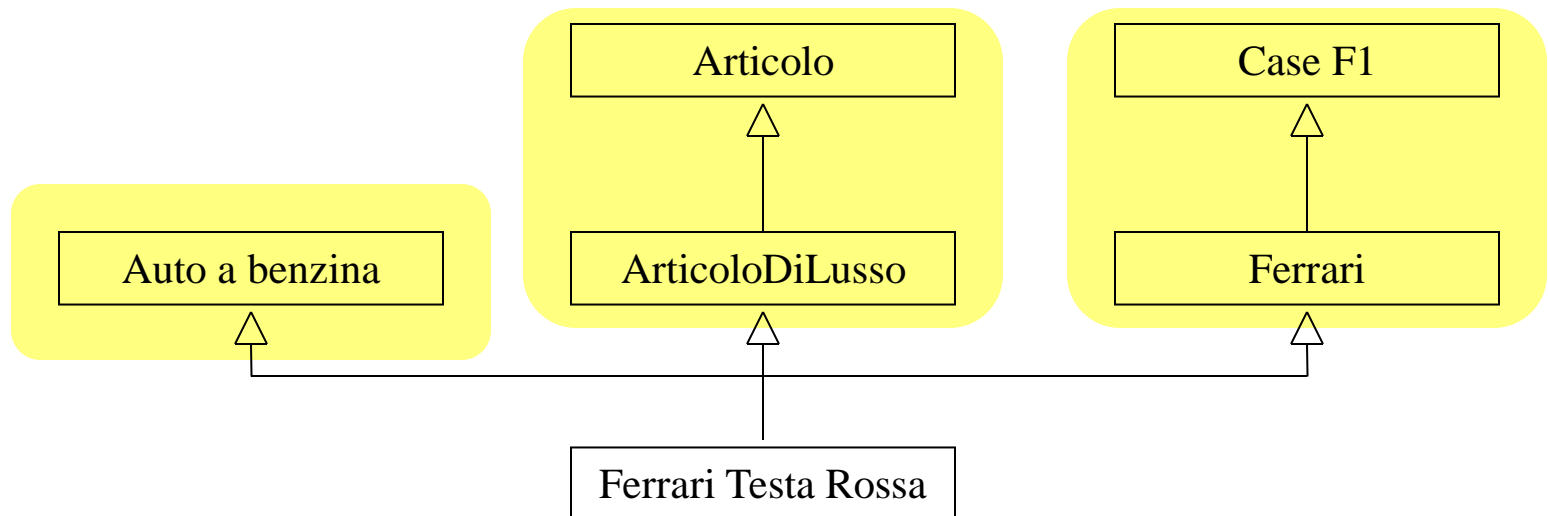 Articolo
Case F1
Auto a benzina
ArticoloDiLusso
Ferrari
Ferrari Testa Rossa